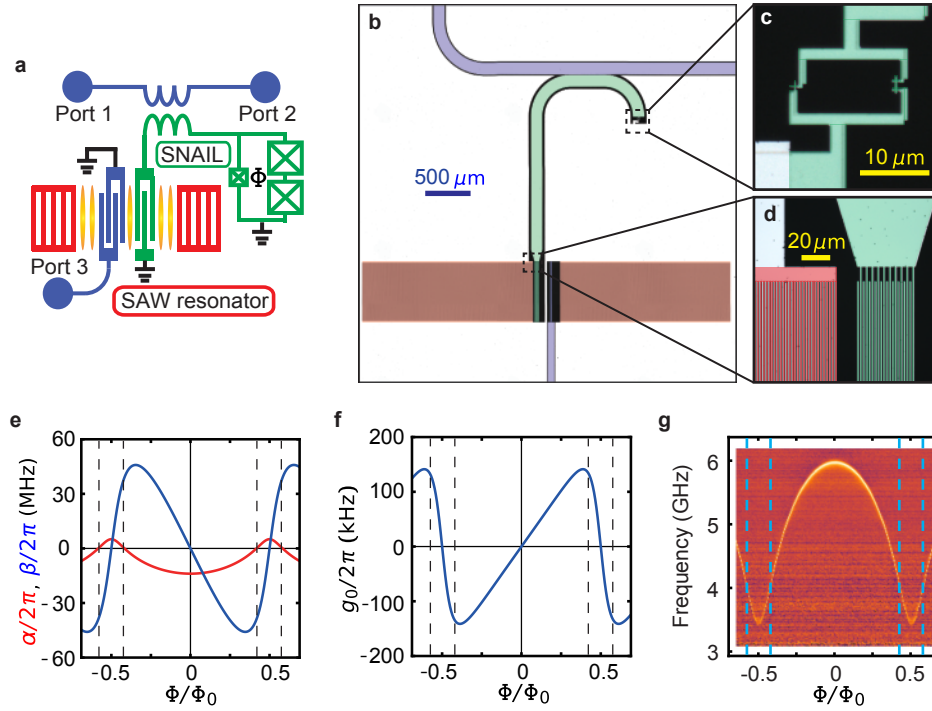 a
Port 1
Port 2
SNAIL
Φ
Port 3
SAW resonator
b
500 μm
c
10 μm
d
20 μm
e
α/2π, β/2π (MHz)
60
30
0
-30
-60
-0.5
0
0.5
Φ/Φ0
f
g0/2π (kHz)
200
100
0
-100
-200
-0.5
0
0.5
Φ/Φ0
g
Frequency (GHz)
6
5
4
3
-0.5
0
0.5
Φ/Φ0